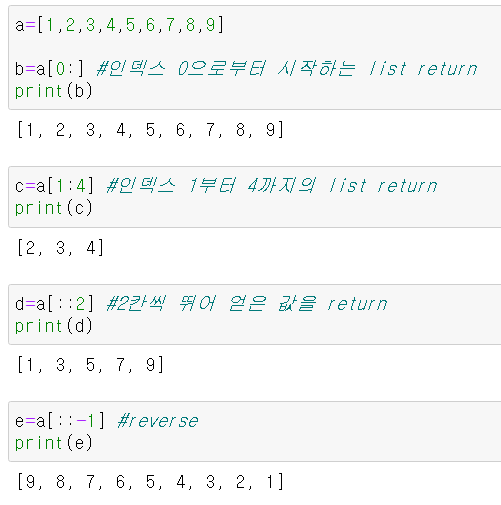 a=[1,2,3,4,5,6,7,8,9]
b=a[0:] #인덱스 0으로부터 시작하는 list return
print(b)
[1, 2, 3, 4, 5, 6, 7, 8, 9]
c=a[1:4] #인덱스 1부터 4까지의 list return
print(c)
[2, 3, 4]
d=a[::2] #2칸씩 뛰어 얻은 값을 return
print(d)
[1, 3, 5, 7, 9]
e=a[::-1] #reverse
print(e)
[9, 8, 7, 6, 5, 4, 3, 2, 1]